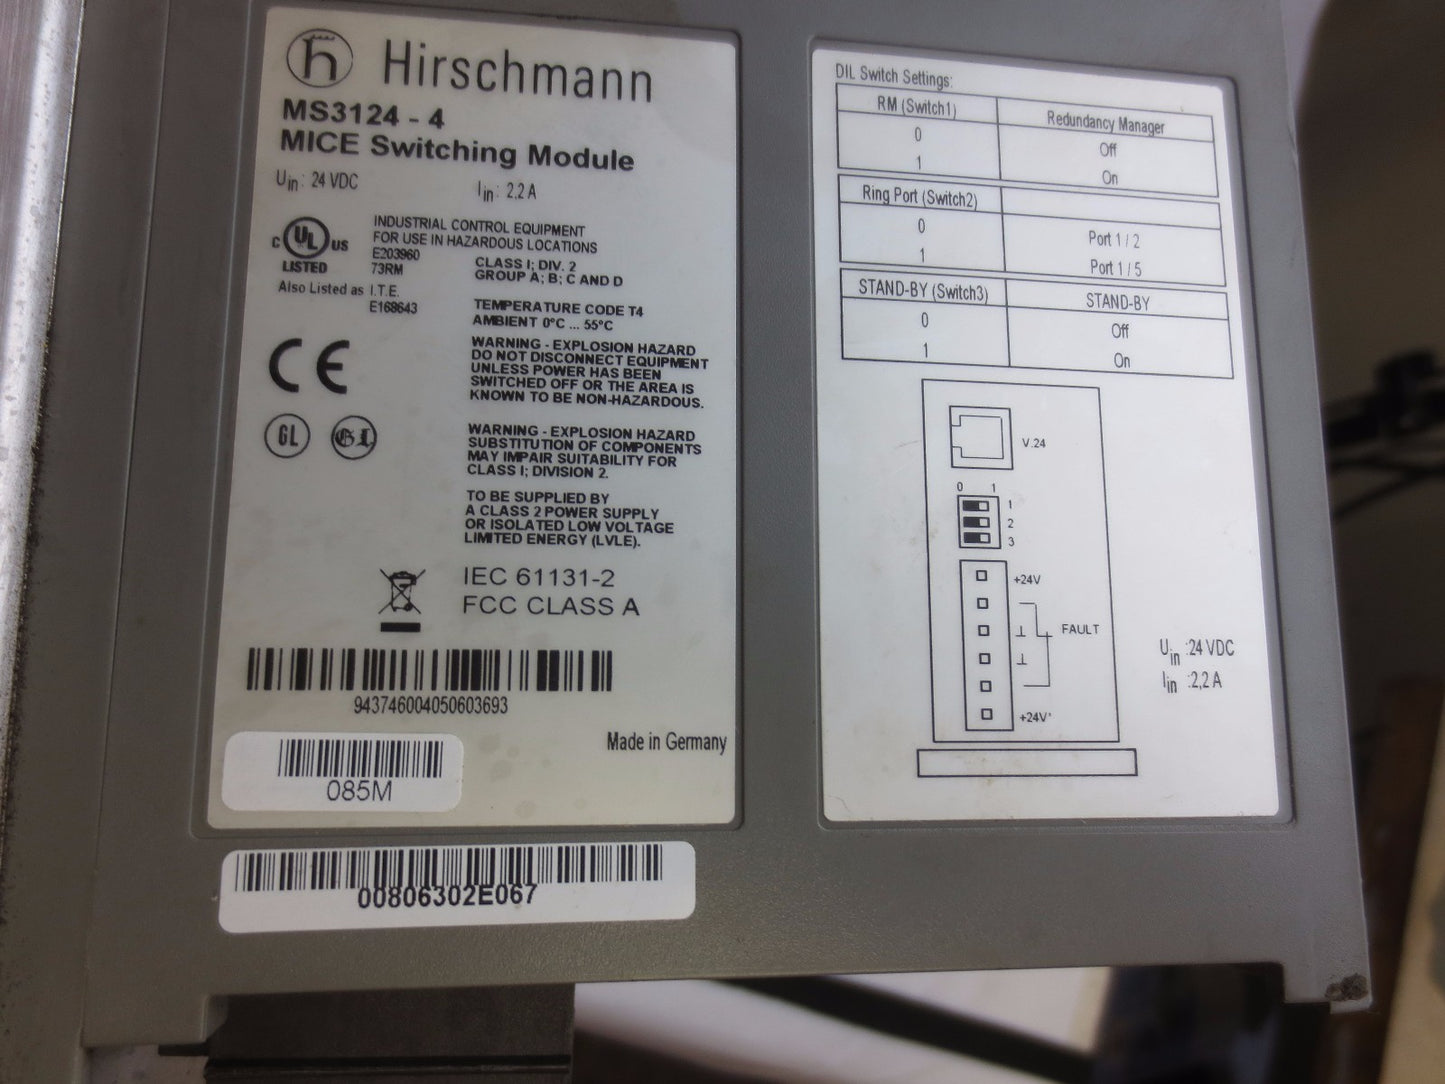 Hirschmann
MS3124 - 4
MICE Switching Module
Uin: 24 VDC
Iin: 2.2 A
C UL US
LISTED
INDUSTRIAL CONTROL EQUIPMENT
FOR USE IN HAZARDOUS LOCATIONS
E203960
73RM
CLASS I; DIV. 2
GROUP A; B; C AND D
Also Listed as I.T.E.
E168643
TEMPERATURE CODE T4
AMBIENT 0°C ... 55°C
CE
WARNING - EXPLOSION HAZARD
DO NOT DISCONNECT EQUIPMENT
UNLESS POWER HAS BEEN
SWITCHED OFF OR THE AREA IS
KNOWN TO BE NON-HAZARDOUS.
GL GL
WARNING - EXPLOSION HAZARD
SUBSTITUTION OF COMPONENTS
MAY IMPAIR SUITABILITY FOR
CLASS I; DIVISION 2.
TO BE SUPPLIED BY
A CLASS 2 POWER SUPPLY
OR ISOLATED LOW VOLTAGE
LIMITED ENERGY (LVLE).
IEC 61131-2
FCC CLASS A
943746004050603693
Made in Germany
085M
00806302E067
DIL Switch Settings:
RM (Switch1) Redundancy Manager
0 Off
1 On
Ring Port (Switch2)
0 Port 1 / 2
1 Port 1 / 5
STAND-BY (Switch3) STAND-BY
0 Off
1 On
V.24
0 1
1
2
3
+24V
FAULT
+24V*
Uin :24 VDC
Iin :2,2 A